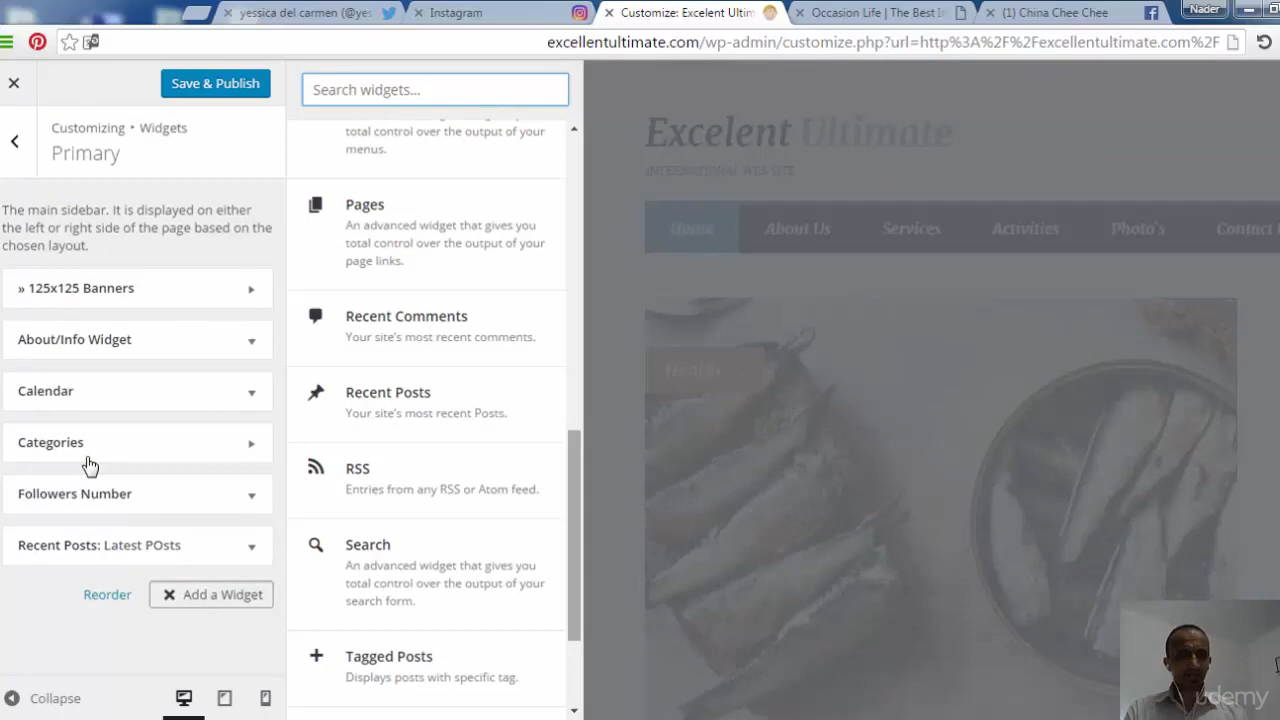 yessica del carmen (@yes
Instagram
Customize: Excelent Ultim
Occasion Life | The Best In
(1) China Chee Chee
Nader
excellentultimate.com/wp-admin/customize.php?url=http%3A%2F%2Fexcellentultimate.com%2F
Save & Publish
Customizing • Widgets
Primary
The main sidebar. It is displayed on either
the left or right side of the page based on the
chosen layout.
» 125x125 Banners
About/Info Widget
Calendar
Categories
Followers Number
Recent Posts: Latest POsts
Reorder
Add a Widget
Collapse
Search widgets...
total control over the output of your
menus.
Pages
An advanced widget that gives you
total control over the output of your
page links.
Recent Comments
Your site's most recent comments.
Recent Posts
Your site's most recent Posts.
RSS
Entries from any RSS or Atom feed.
Search
An advanced widget that gives you
total control over the output of your
search form.
Tagged Posts
Displays posts with specific tag.
Excelent Ultimate
INTERNATIONAL WEB SITE
Home
About Us
Services
Activities
Photo's
Contact
Health
udemy